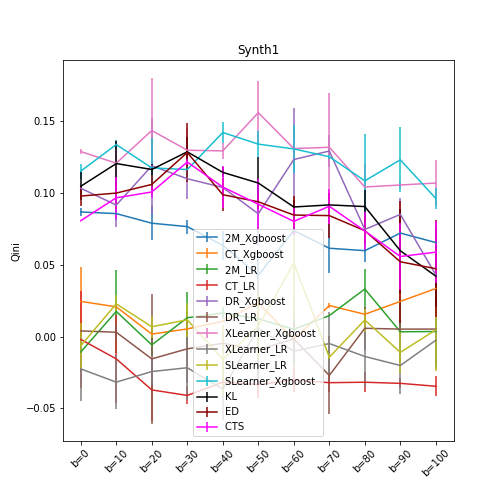 Synth1
Qini
0.15
0.10
0.05
0.00
−0.05
2M_Xgboost
CT_Xgboost
2M_LR
CT_LR
DR_Xgboost
DR_LR
XLearner_Xgboost
XLearner_LR
SLearner_LR
SLearner_Xgboost
KL
ED
CTS
b=0
b=10
b=20
b=30
b=40
b=50
b=60
b=70
b=80
b=90
b=100